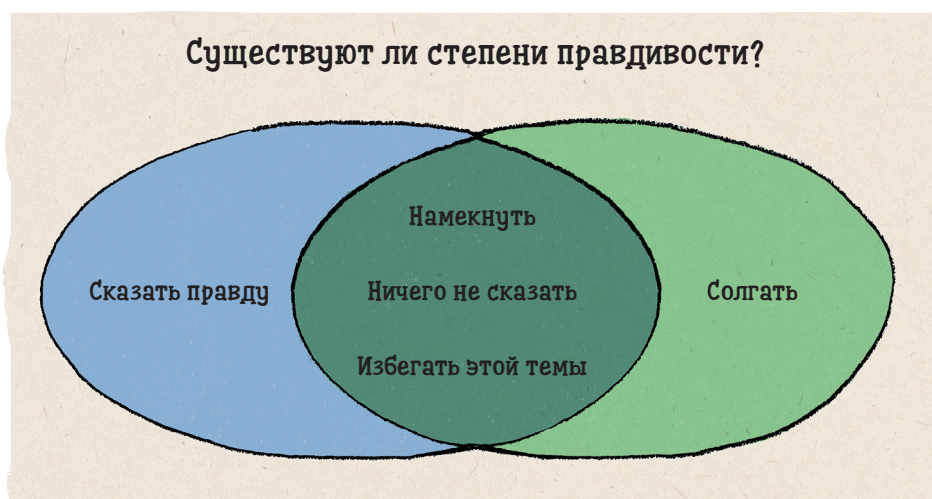 Существуют ли степени правдивости?
Намекнуть
Сказать правду
Ничего не сказать
Солгать
Избегать этой темы